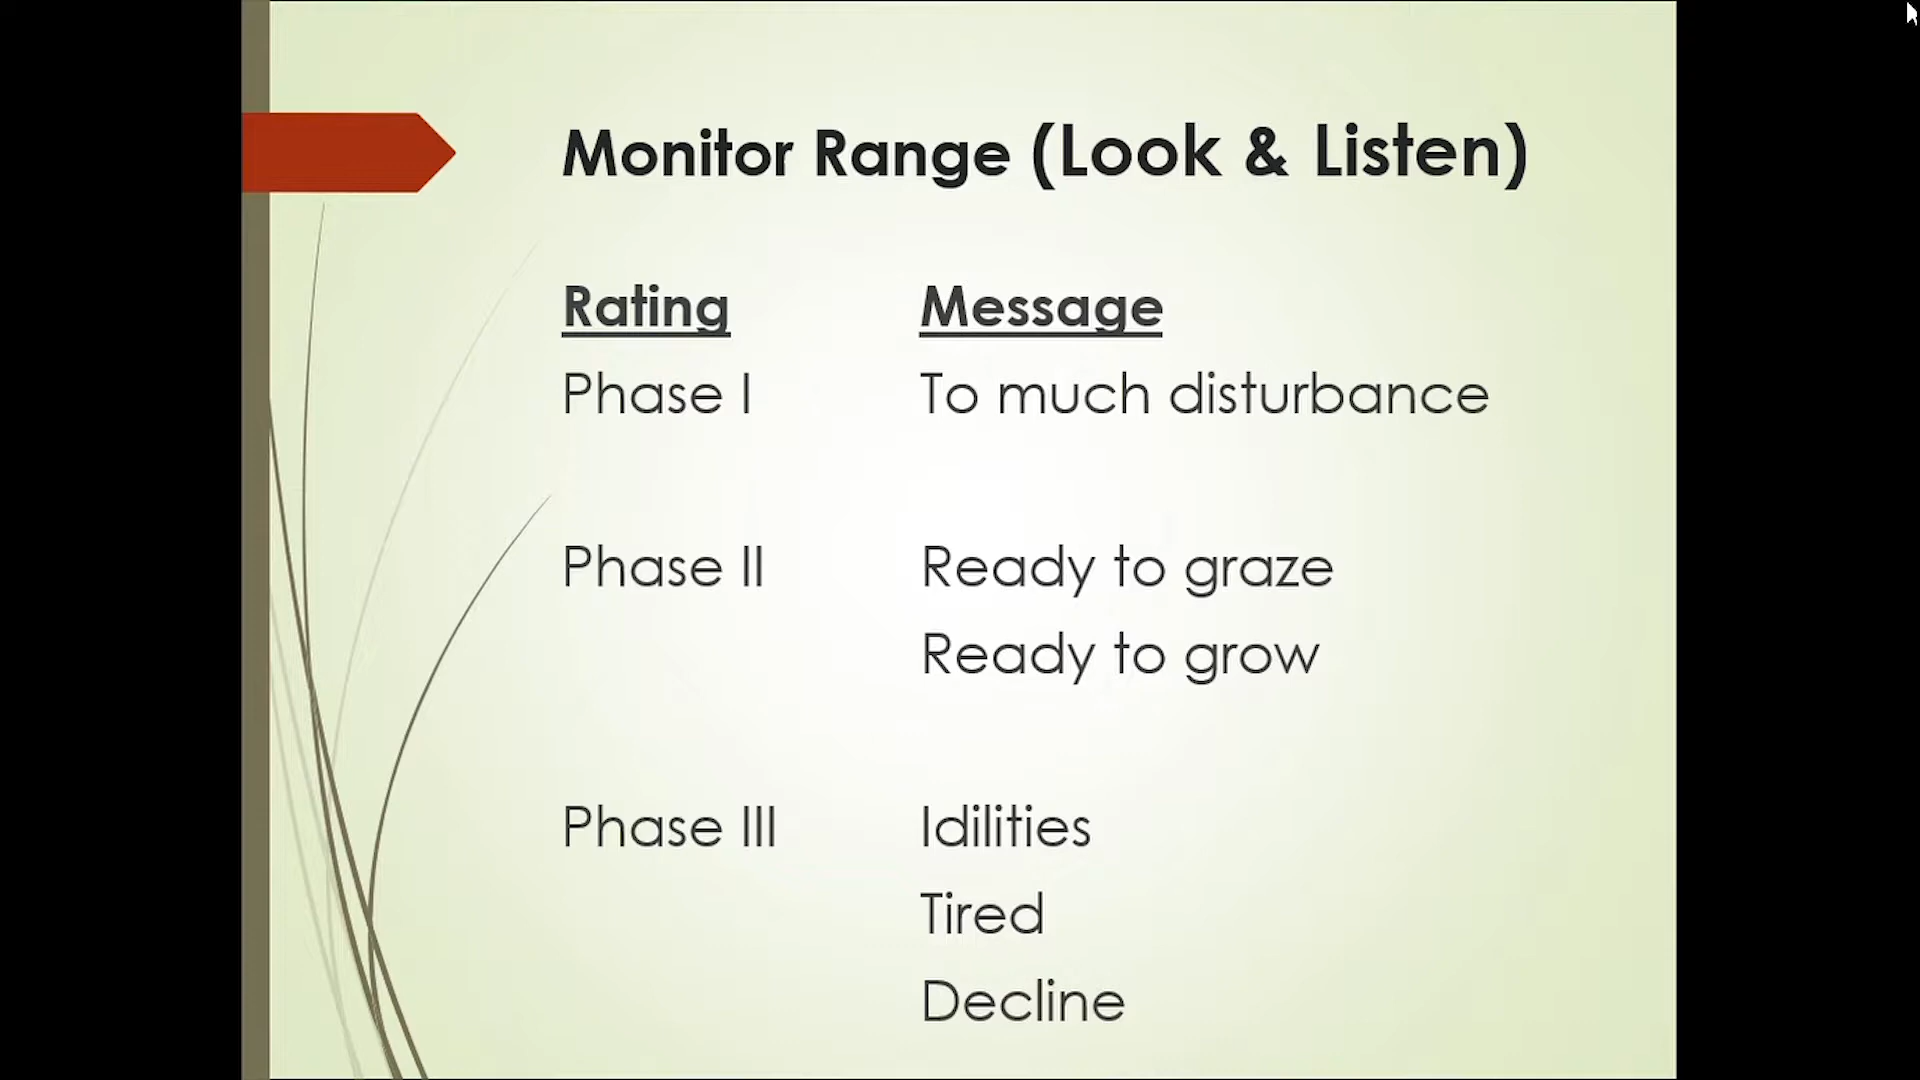 Monitor Range (Look & Listen)
Rating Message
Phase I To much disturbance
Phase II Ready to graze
Ready to grow
Phase III Idilities
Tired
Decline